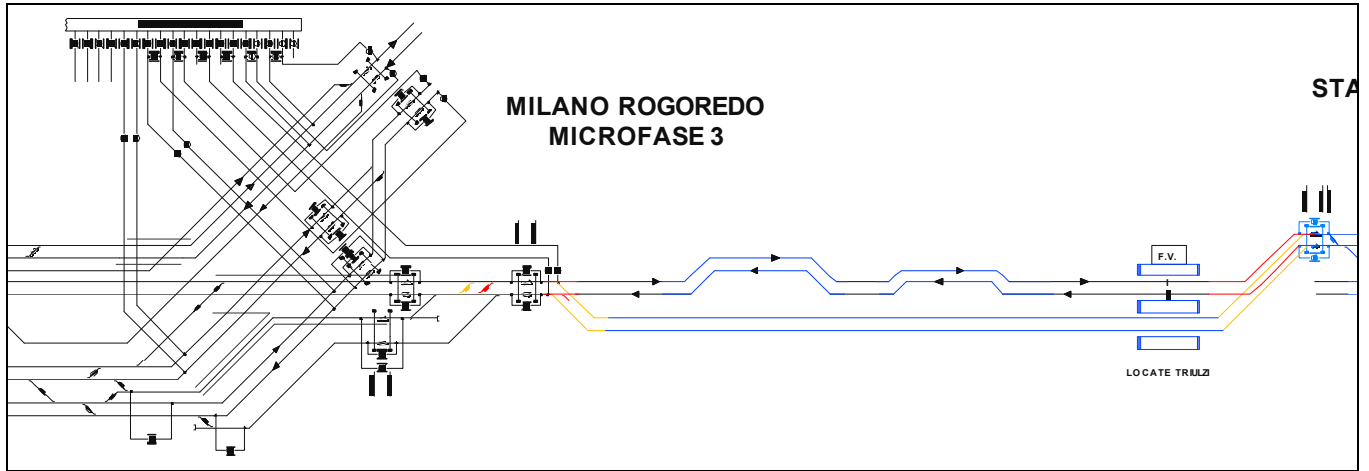 MILANO ROGOREDO
MICROFASE 3
STA
F.V.
LOCATE TRIULZI